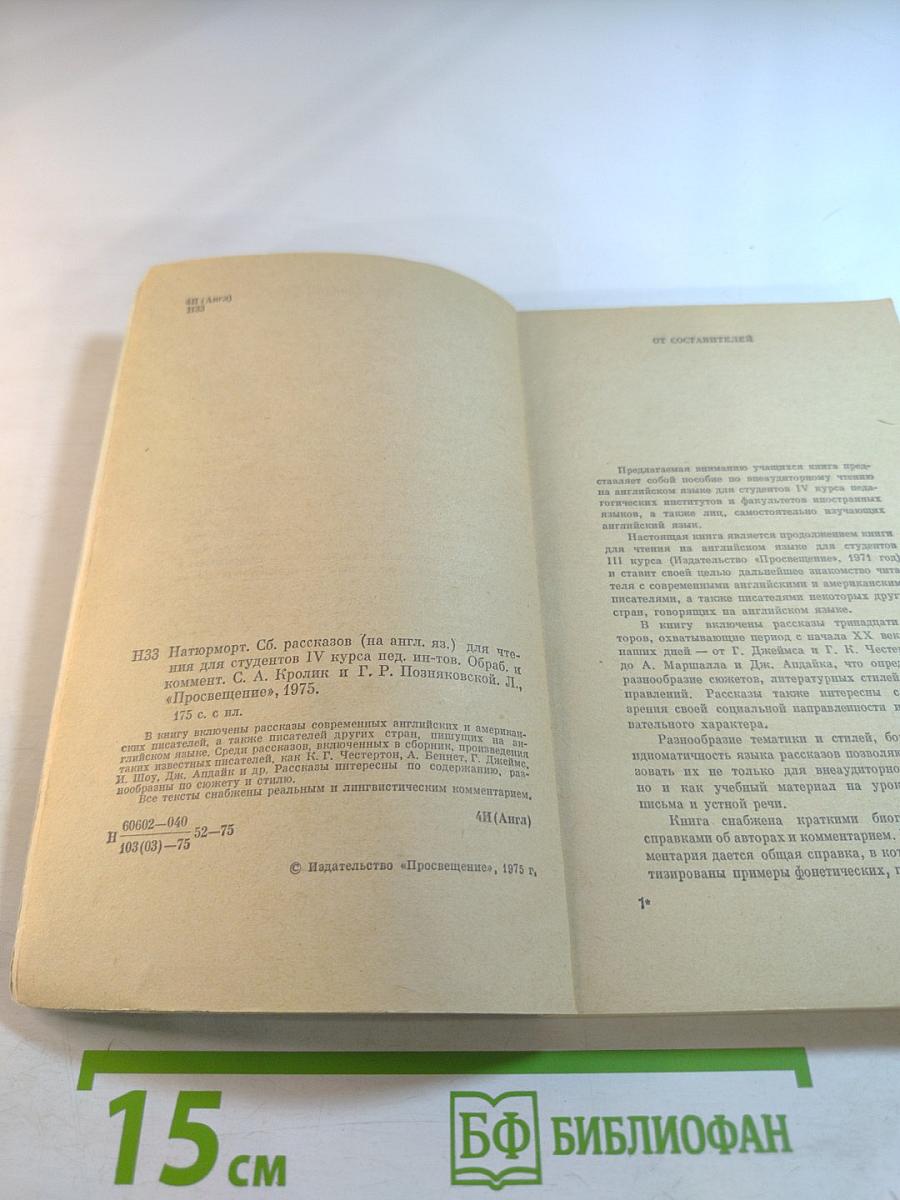 4И (Англ)
Н33
Н33 Натюрморт. Сб. рассказов (на англ. яз.) для чте-
ния для студентов IV курса пед. ин-тов. Обраб. и
коммент. С. А. Кролик и Г. Р. Позняковской. Л.,
«Просвещение», 1975.
175 с. с ил.
В книгу включены рассказы современных английских и американ-
ских писателей, а также писателей других стран, пишущих на ан-
глийском языке. Среди рассказов, включенных в сборник, произведения
таких известных писателей, как К. Г. Честертон, А. Беннет, Г. Джеймс,
И. Шоу, Дж. Апдайк и др. Рассказы интересны по содержанию, раз-
нообразны по сюжету и стилю.
Все тексты снабжены реальным и лингвистическим комментарием.
Н 60602—040
103(03)—75 52—75
4И(Англ)
© Издательство «Просвещение», 1975 г,
ОТ СОСТАВИТЕЛЕЙ
Предлагаемая вниманию учащихся книга пред-
ставляет собой пособие по внеаудиторному чтению
на английском языке для студентов IV курса педа-
гогических институтов и факультетов иностранных
языков, а также лиц, самостоятельно изучающих
английский язык.
Настоящая книга является продолжением книги
для чтения на английском языке для студентов
III курса (Издательство «Просвещение», 1971 год)
и ставит своей целью дальнейшее знакомство чита
теля с современными английскими и американским
писателями, а также писателями некоторых друг
стран, говорящих на английском языке.
В книгу включены рассказы тринадцати
торов, охватывающие период с начала XX век
наших дней — от Г. Джеймса и Г. К. Честе
до А. Маршалла и Дж. Апдайка, что опре
разнообразие сюжетов, литературных стилей
правлений. Рассказы также интересны с
зрения своей социальной направленности и
вательного характера.
Разнообразие тематики и стилей, бо
идиоматичность языка рассказов позволя
зовать их не только для внеаудиторно
но и как учебный материал на урок
письма и устной речи.
Книга снабжена краткими биог
справками об авторах и комментарием.
ментария дается общая справка, в кот
тизированы примеры фонетических, г
1*
15 см
БФ БИБЛИОФАН